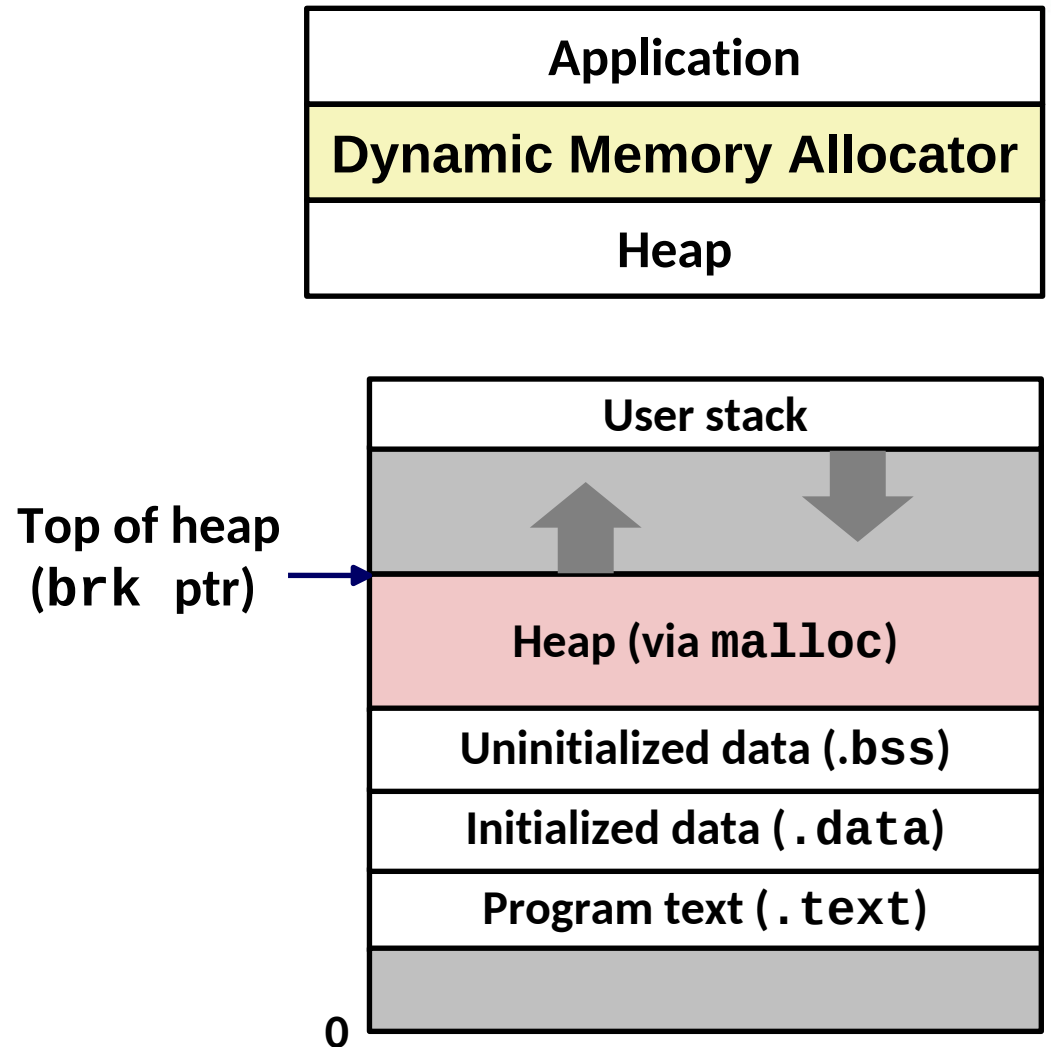 Application
Dynamic Memory Allocator
Heap
User stack
Top of heap
(brk ptr)
Heap (via malloc)
Uninitialized data (.bss)
Initialized data (.data)
Program text (.text)
0